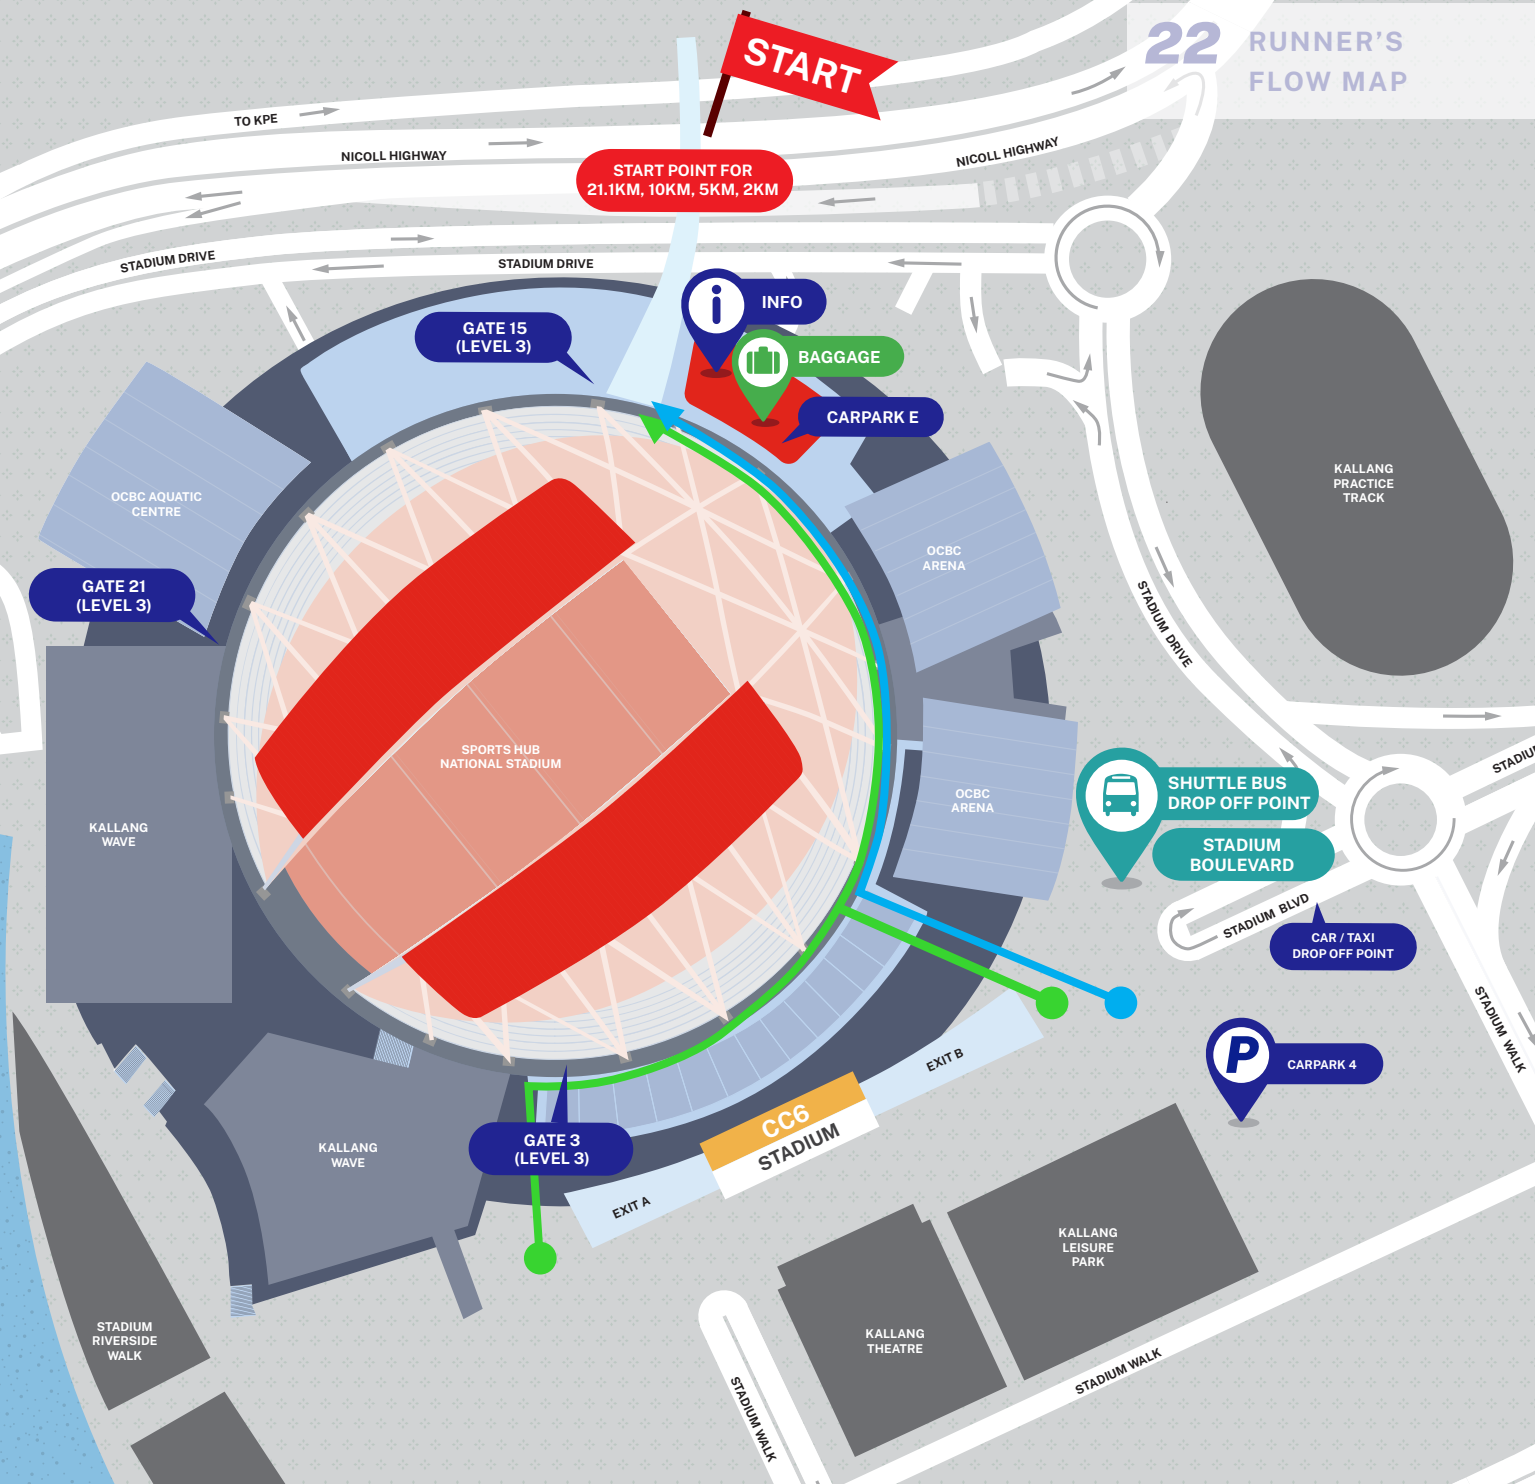 22
RUNNER'S
FLOW MAP
START
TO KPE
NICOLL HIGHWAY
NICOLL HIGHWAY
START POINT FOR
21.1KM, 10KM, 5KM, 2KM
STADIUM DRIVE
STADIUM DRIVE
INFO
GATE 15
(LEVEL 3)
BAGGAGE
CARPARK E
OCBC AQUATIC
CENTRE
KALLANG
PRACTICE
TRACK
OCBC
ARENA
GATE 21
(LEVEL 3)
STADIUM DRIVE
SPORTS HUB
NATIONAL STADIUM
OCBC
ARENA
KALLANG
WAVE
SHUTTLE BUS
DROP OFF POINT
STADIUM
BOULEVARD
STADIUM BLVD
CAR / TAXI
DROP OFF POINT
STADIUM WALK
EXIT B
CARPARK 4
P
CC6
STADIUM
GATE 3
(LEVEL 3)
KALLANG
WAVE
EXIT A
KALLANG
LEISURE
PARK
STADIUM
RIVERSIDE
WALK
KALLANG
THEATRE
STADIUM WALK
STADIUM WALK